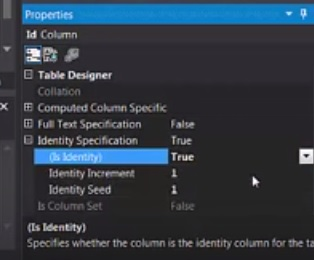 Properties
Id Column
Table Designer
Collation
Computed Column Specific
Full Text Specification False
Identity Specification True
(Is Identity) True
Identity Increment 1
Identity Seed 1
Is Column Set False
(Is Identity)
Specifies whether the column is the identity column for the ta